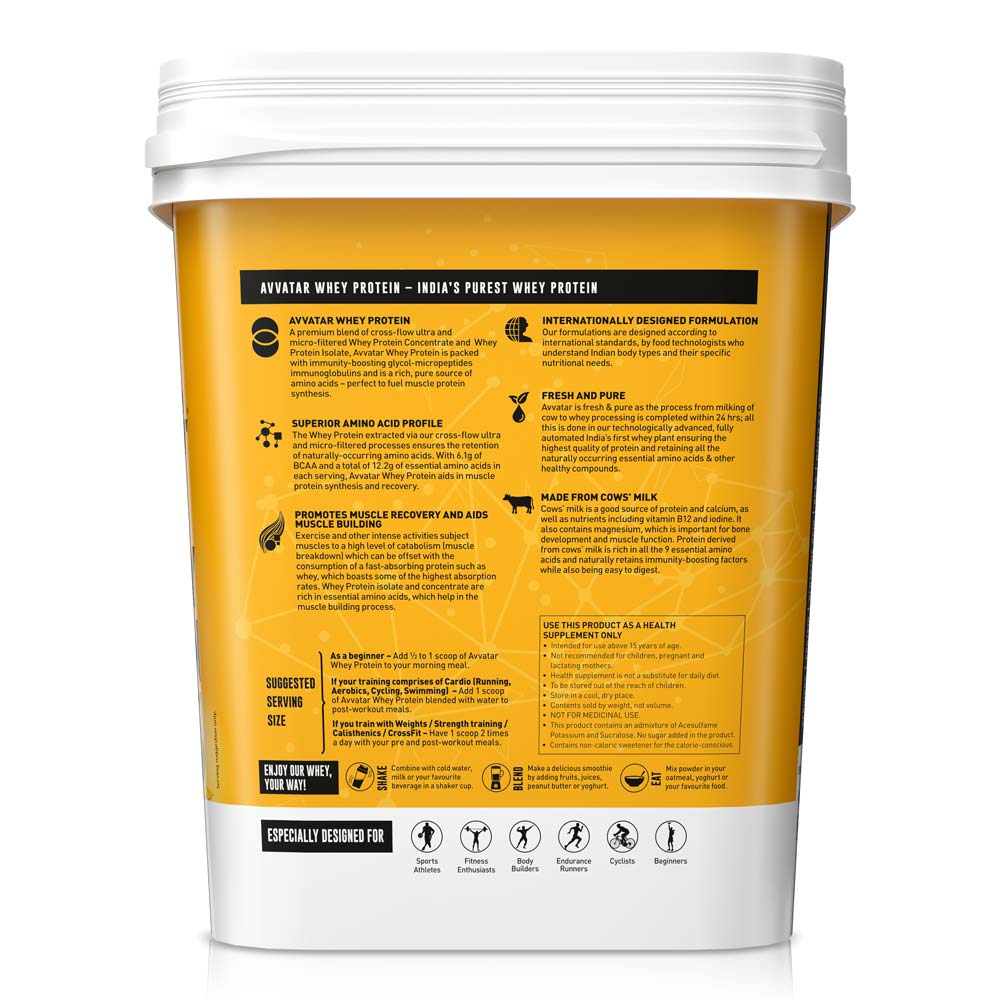 AVVATAR WHEY PROTEIN – INDIA'S PUREST WHEY PROTEIN
AVVATAR WHEY PROTEIN
A premium blend of cross-flow ultra and
micro-filtered Whey Protein Concentrate and Whey
Protein Isolate, Avvatar Whey Protein is packed
with immunity-boosting glycol-micropeptides
immunoglobulins and is a rich, pure source of
amino acids – perfect to fuel muscle protein
synthesis.
SUPERIOR AMINO ACID PROFILE
The Whey Protein extracted via our cross-flow ultra
and micro-filtered processes ensures the retention
of naturally-occurring amino acids. With 6.1g of
BCAA and a total of 12.2g of essential amino acids in
each serving, Avvatar Whey Protein aids in muscle
protein synthesis and recovery.
PROMOTES MUSCLE RECOVERY AND AIDS
MUSCLE BUILDING
Exercise and other intense activities subject
muscles to a high level of catabolism (muscle
breakdown) which can be offset with the
consumption of a fast-absorbing protein such as
whey, which boasts some of the highest absorption
rates. Whey Protein isolate and concentrate are
rich in essential amino acids, which help in the
muscle building process.
INTERNATIONALLY DESIGNED FORMULATION
Our formulations are designed according to
international standards, by food technologists who
understand Indian body types and their specific
nutritional needs.
FRESH AND PURE
Avvatar is fresh & pure as the process from milking of
cow to whey processing is completed within 24 hrs; all
this is done in our technologically advanced, fully
automated India's first whey plant ensuring the
highest quality of protein and retaining all the
naturally occurring essential amino acids & other
healthy compounds.
MADE FROM COWS' MILK
Cows' milk is a good source of protein and calcium, as
well as nutrients including vitamin B12 and iodine. It
also contains magnesium, which is important for bone
development and muscle function. Protein derived
from cows' milk is rich in all the 9 essential amino
acids and naturally retains immunity-boosting factors
while also being easy to digest.
SUGGESTED
SERVING
SIZE
As a beginner – Add ½ to 1 scoop of Avvatar
Whey Protein to your morning meal.
If your training comprises of Cardio (Running,
Aerobics, Cycling, Swimming) – Add 1 scoop
of Avvatar Whey Protein blended with water to
post-workout meals.
If you train with Weights / Strength training /
Calisthenics / CrossFit – Have 1 scoop 2 times
a day with your pre and post-workout meals.
USE THIS PRODUCT AS A HEALTH
SUPPLEMENT ONLY
• Intended for use above 15 years of age.
• Not recommended for children, pregnant and
lactating mothers.
• Health supplement is not a substitute for daily diet.
• To be stored out of the reach of children.
• Store in a cool, dry place.
• Contents sold by weight, not volume.
• NOT FOR MEDICINAL USE.
• This product contains an admixture of Acesulfame
Potassium and Sucralose. No sugar added in the product.
• Contains non-caloric sweetener for the calorie-conscious.
Serving suggestion only.
ENJOY OUR WHEY,
YOUR WAY!
SHAKE
Combine with cold water,
milk or your favourite
beverage in a shaker cup.
BLEND
Make a delicious smoothie
by adding fruits, juices,
peanut butter or yoghurt.
EAT
Mix powder in your
oatmeal, yoghurt or
your favourite food.
ESPECIALLY DESIGNED FOR
Sports
Athletes
Fitness
Enthusiasts
Body
Builders
Endurance
Runners
Cyclists
Beginners